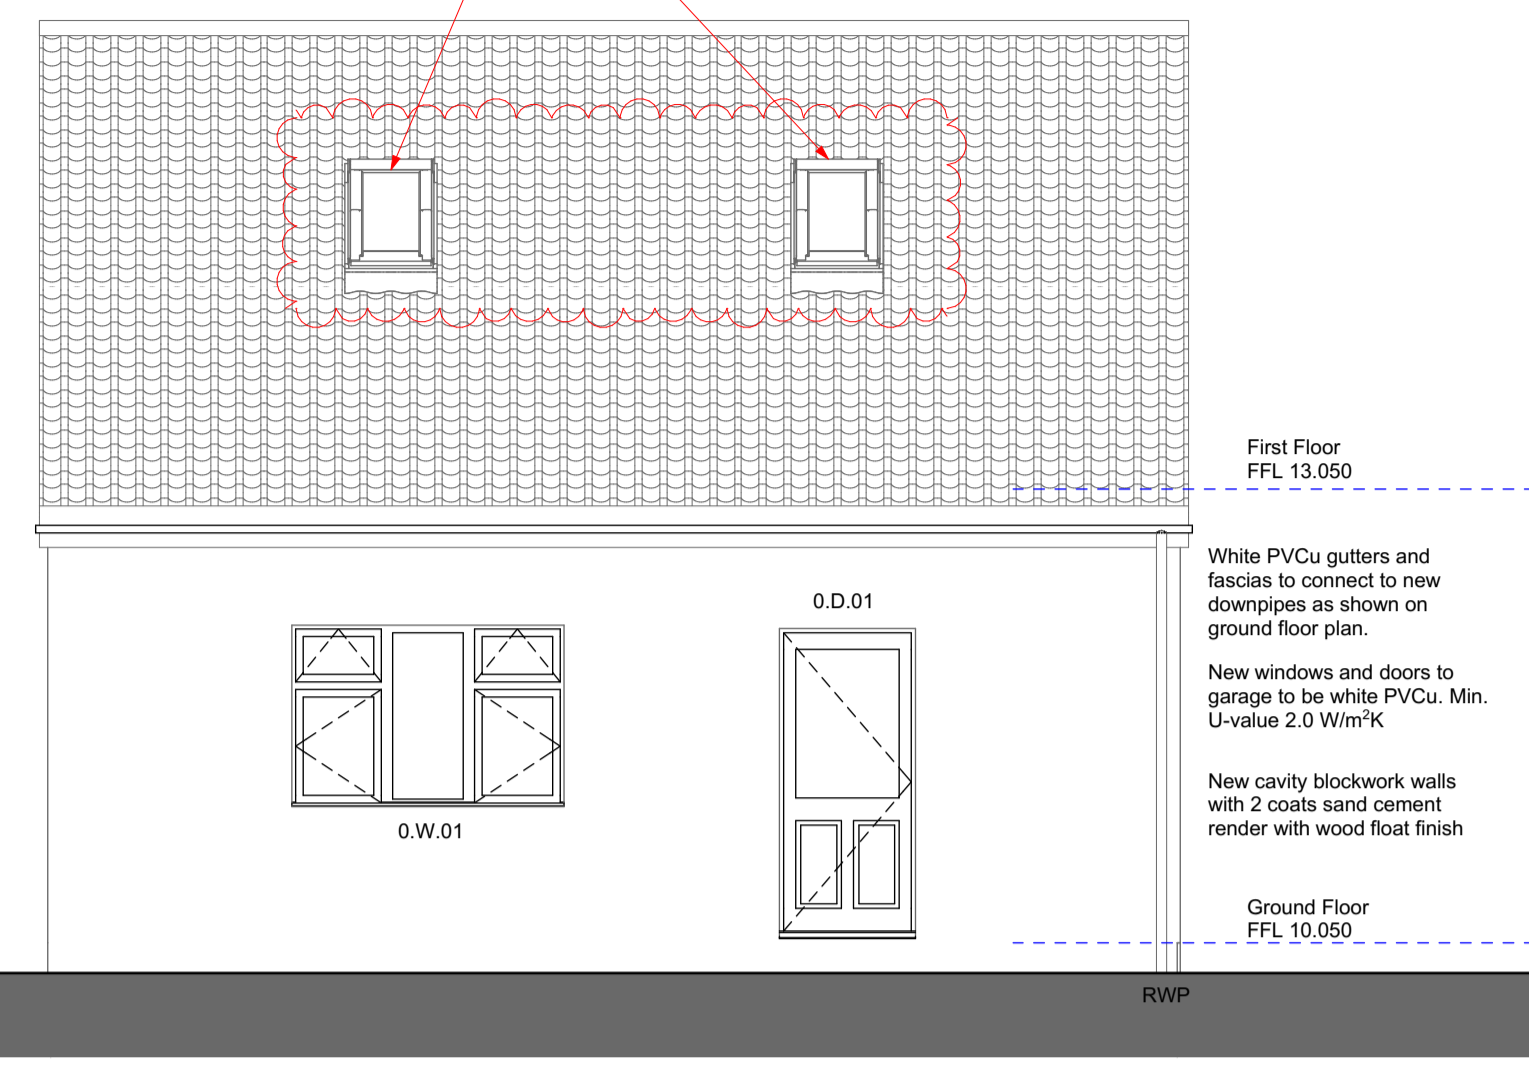 First Floor
FFL 13.050
White PVCu gutters and
fascias to connect to new
downpipes as shown on
ground floor plan.
0.D.01
New windows and doors to
garage to be white PVCu. Min.
U-value 2.0 W/m²K
New cavity blockwork walls
with 2 coats sand cement
render with wood float finish
0.W.01
Ground Floor
FFL 10.050
RWP